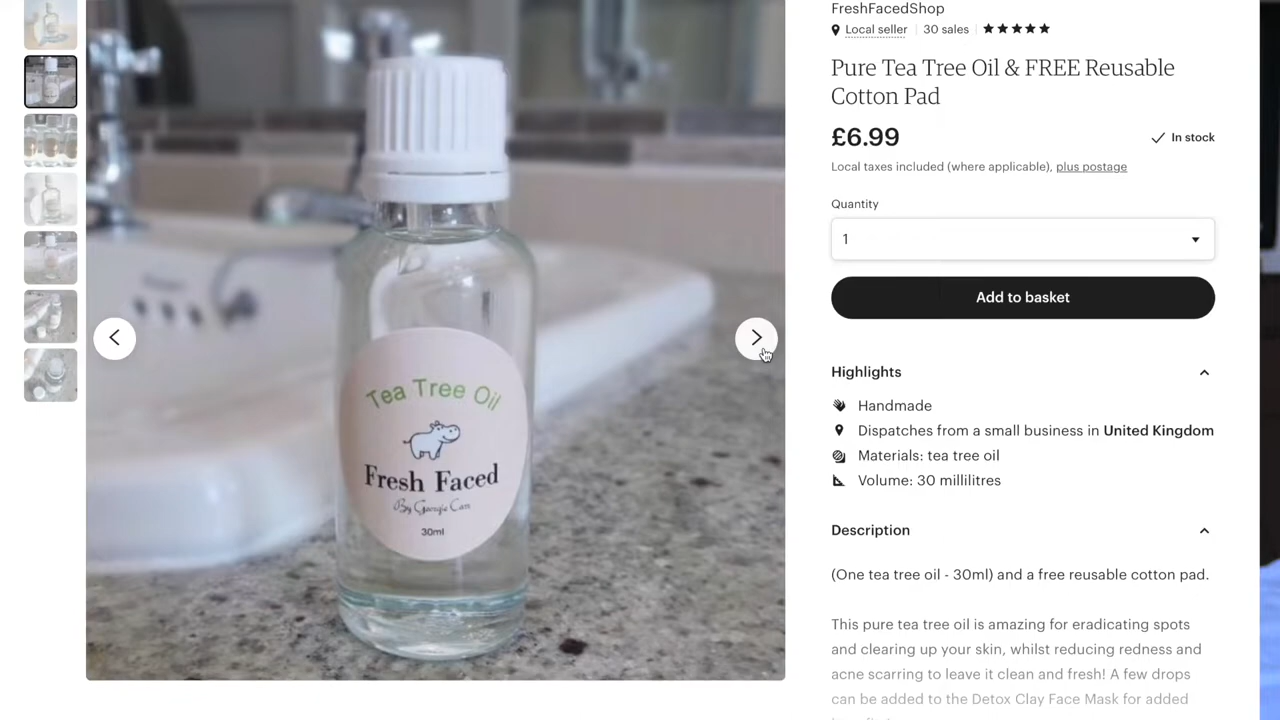 FreshFacedShop
Local seller 30 sales
Pure Tea Tree Oil & FREE Reusable
Cotton Pad
£6.99
In stock
Local taxes included (where applicable), plus postage
Quantity
1
Add to basket
Highlights
Handmade
Dispatches from a small business in United Kingdom
Materials: tea tree oil
Volume: 30 millilitres
Description
(One tea tree oil - 30ml) and a free reusable cotton pad.
This pure tea tree oil is amazing for eradicating spots
and clearing up your skin, whilst reducing redness and
acne scarring to leave it clean and fresh! A few drops
can be added to the Detox Clay Face Mask for added
Tea Tree Oil
Fresh Faced
By Georgie Carr
30ml